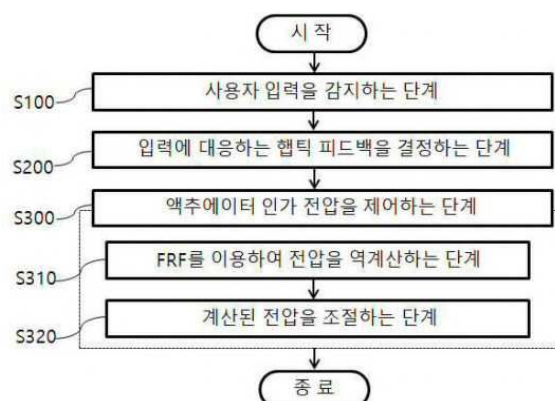 시 작
S100
사용자 입력을 감지하는 단계
S200
입력에 대응하는 햅틱 피드백을 결정하는 단계
S300
액추에이터 인가 전압을 제어하는 단계
S310
FRF를 이용하여 전압을 역계산하는 단계
S320
계산된 전압을 조절하는 단계
종 료